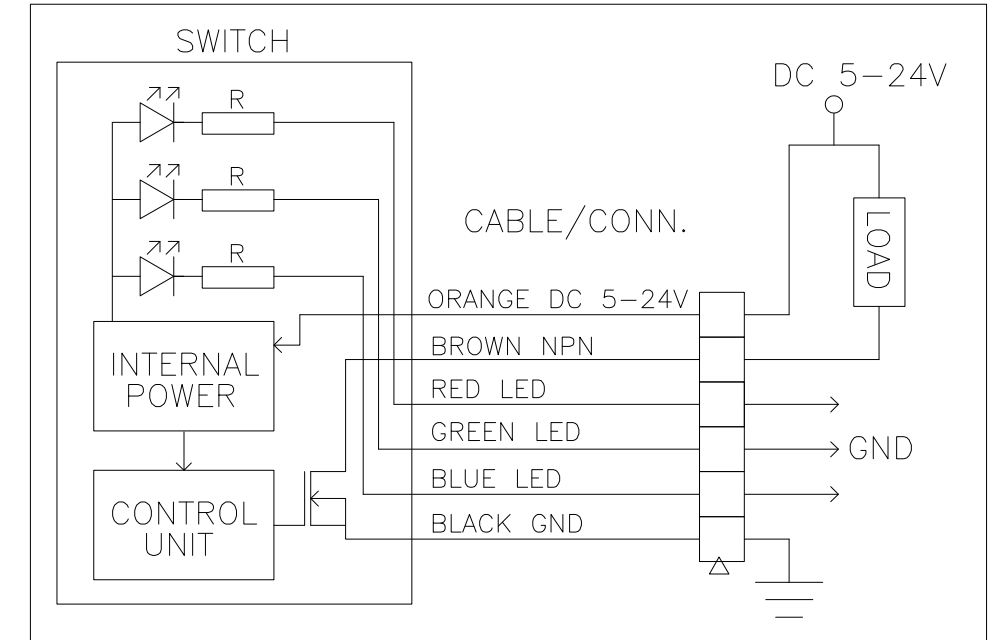 SWITCH
DC 5-24V
R
R
R
CABLE/CONN.
LOAD
ORANGE DC 5-24V
BROWN NPN
RED LED
GREEN LED
BLUE LED
BLACK GND
GND
INTERNAL
POWER
CONTROL
UNIT